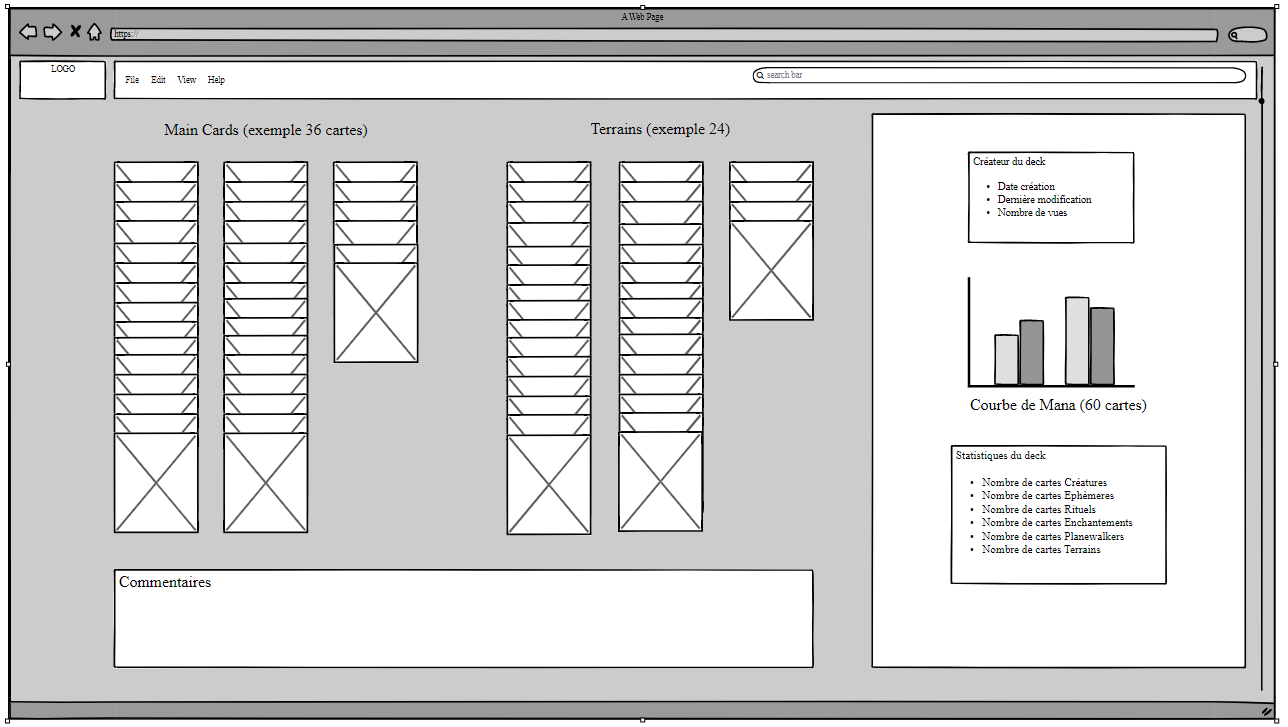 A Web Page
https://
LOGO
File Edit View Help
search bar
Main Cards (exemple 36 cartes)
Terrains (exemple 24)
Créateur du deck
• Date création
• Dernière modification
• Nombre de vues
Courbe de Mana (60 cartes)
Statistiques du deck
• Nombre de cartes Créatures
• Nombre de cartes Ephèmeres
• Nombre de cartes Rituels
• Nombre de cartes Enchantements
• Nombre de cartes Planewalkers
• Nombre de cartes Terrains
Commentaires